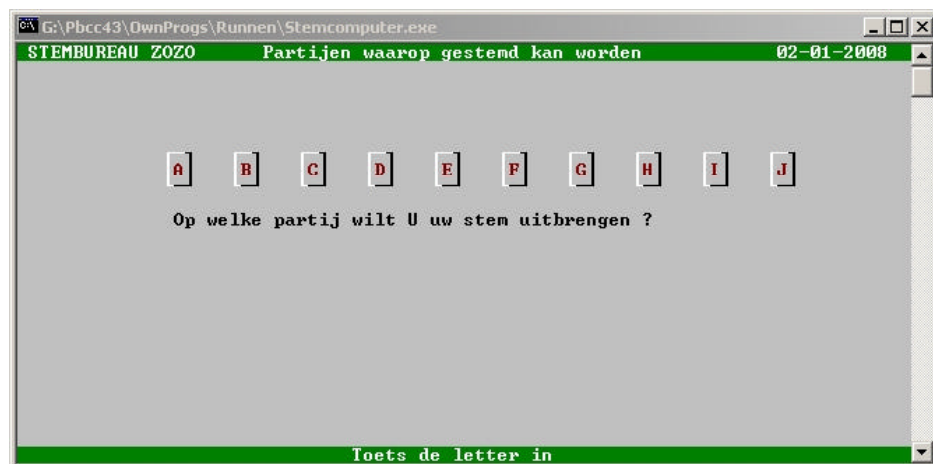 G:\Pbcc43\OwnProgs\Runnen\Stemcomputer.exe
STEMBUREAU ZOZO Partijen waarop gestemd kan worden 02-01-2008
A B C D E F G H I J
Op welke partij wilt U uw stem uitbrengen ?
Toets de letter in